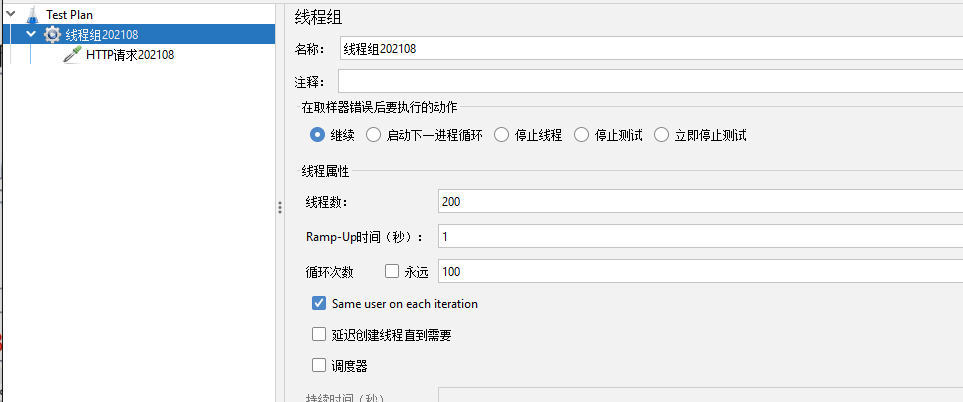 Test Plan
线程组202108
HTTP请求202108
线程组
名称： 线程组202108
注释：
在取样器错误后要执行的动作
继续 启动下一进程循环 停止线程 停止测试 立即停止测试
线程属性
线程数： 200
Ramp-Up时间（秒）： 1
循环次数 永远 100
Same user on each iteration
延迟创建线程直到需要
调度器
持续时间（秒）